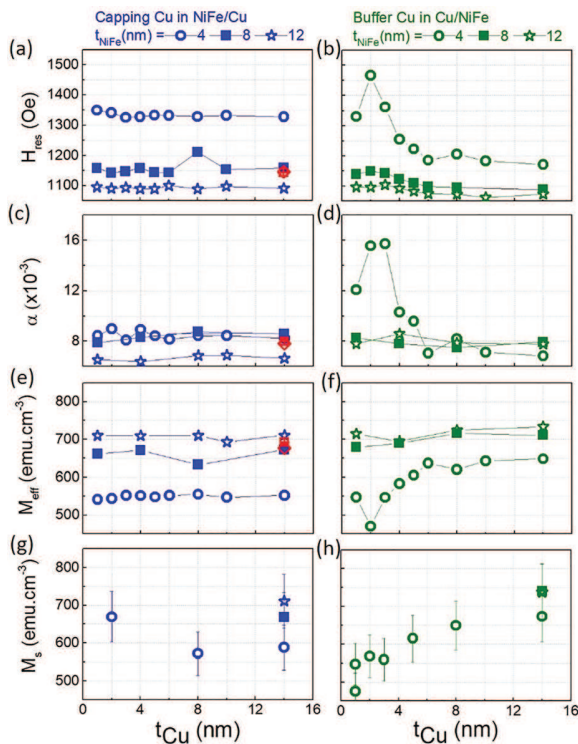 Capping Cu in NiFe/Cu
t_NiFe(nm) = 4 8 12
Buffer Cu in Cu/NiFe
t_NiFe(nm) = 4 8 12
(a)
(b)
1500
1400
1300
1200
1100
H_res (Oe)
(c)
(d)
16
12
8
α (x10⁻³)
(e)
(f)
800
700
600
500
M_eff (emu.cm⁻³)
(g)
(h)
800
700
600
500
M_s (emu.cm⁻³)
0 4 8 12 16
0 4 8 12 16
t_Cu (nm)
t_Cu (nm)